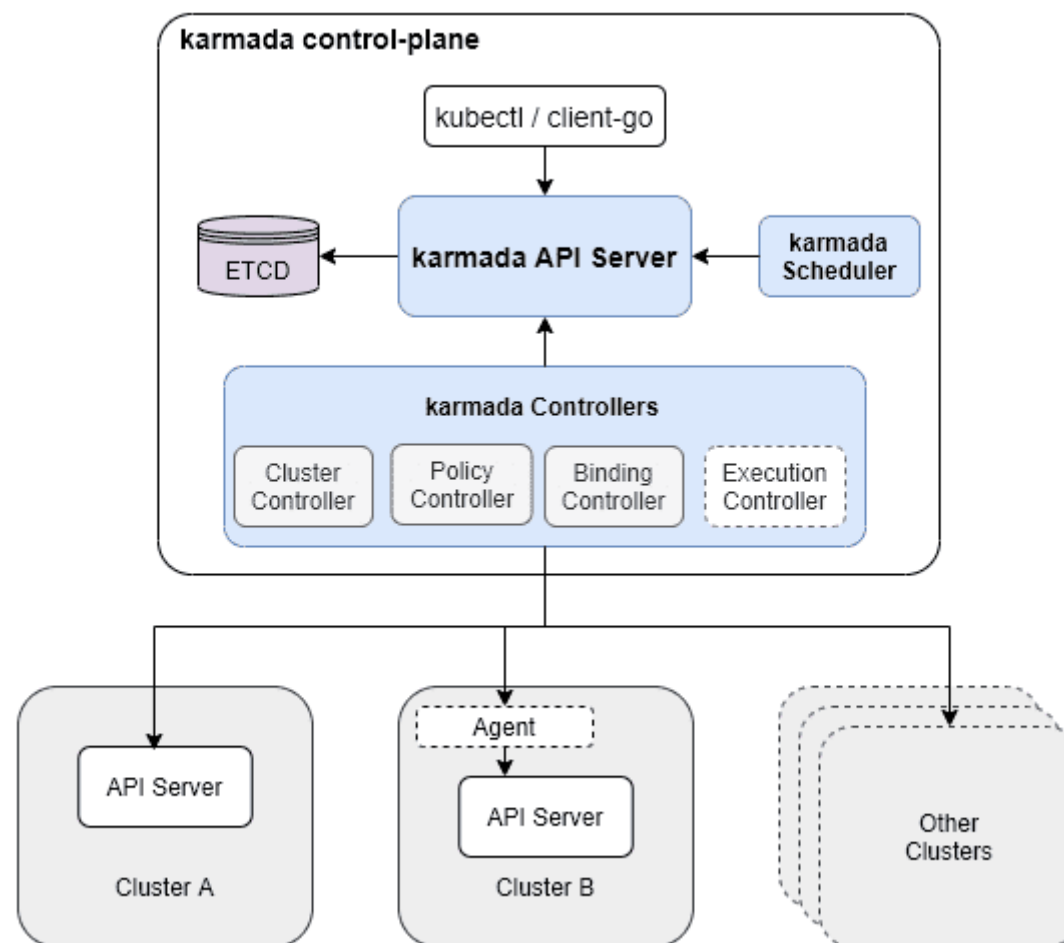 karmada control-plane
kubectl / client-go
karmada API Server
karmada
Scheduler
ETCD
karmada Controllers
Cluster
Controller
Policy
Controller
Binding
Controller
Execution
Controller
Agent
API Server
API Server
Cluster A
Cluster B
Other
Clusters